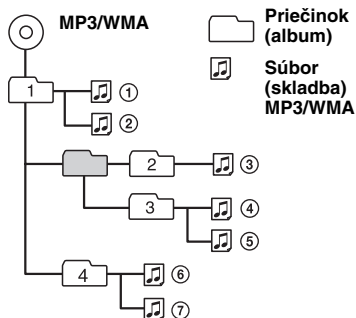 MP3/WMA
Priečinok
(album)
Súbor
(skladba)
MP3/WMA
1
①
②
2
③
3
④
⑤
4
⑥
⑦